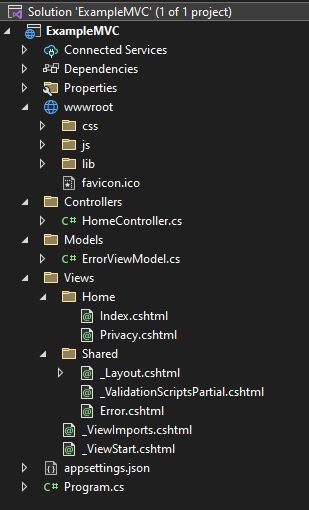 Solution 'ExampleMVC' (1 of 1 project)
ExampleMVC
Connected Services
Dependencies
Properties
wwwroot
css
js
lib
favicon.ico
Controllers
C# HomeController.cs
Models
C# ErrorViewModel.cs
Views
Home
Index.cshtml
Privacy.cshtml
Shared
_Layout.cshtml
_ValidationScriptsPartial.cshtml
Error.cshtml
_ViewImports.cshtml
_ViewStart.cshtml
appsettings.json
C# Program.cs